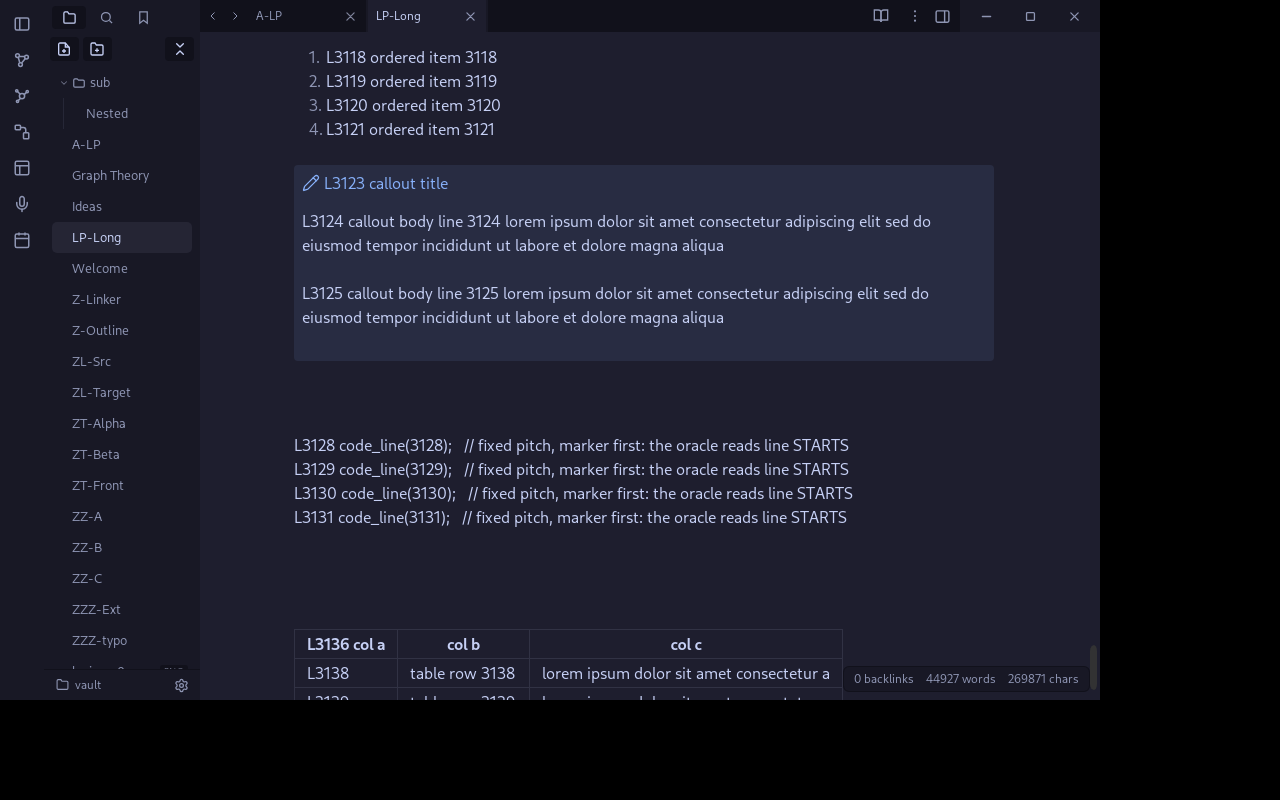 A-LP
LP-Long
sub
Nested
A-LP
Graph Theory
Ideas
LP-Long
Welcome
Z-Linker
Z-Outline
ZL-Src
ZL-Target
ZT-Alpha
ZT-Beta
ZT-Front
ZZ-A
ZZ-B
ZZ-C
ZZZ-Ext
ZZZ-typo
vault
1. L3118 ordered item 3118
2. L3119 ordered item 3119
3. L3120 ordered item 3120
4. L3121 ordered item 3121
L3123 callout title
L3124 callout body line 3124 lorem ipsum dolor sit amet consectetur adipiscing elit sed do
eiusmod tempor incididunt ut labore et dolore magna aliqua
L3125 callout body line 3125 lorem ipsum dolor sit amet consectetur adipiscing elit sed do
eiusmod tempor incididunt ut labore et dolore magna aliqua
L3128 code_line(3128);   // fixed pitch, marker first: the oracle reads line STARTS
L3129 code_line(3129);   // fixed pitch, marker first: the oracle reads line STARTS
L3130 code_line(3130);   // fixed pitch, marker first: the oracle reads line STARTS
L3131 code_line(3131);   // fixed pitch, marker first: the oracle reads line STARTS
L3136 col a col b col c
L3138 table row 3138 lorem ipsum dolor sit amet consectetur a
0 backlinks 44927 words 269871 chars